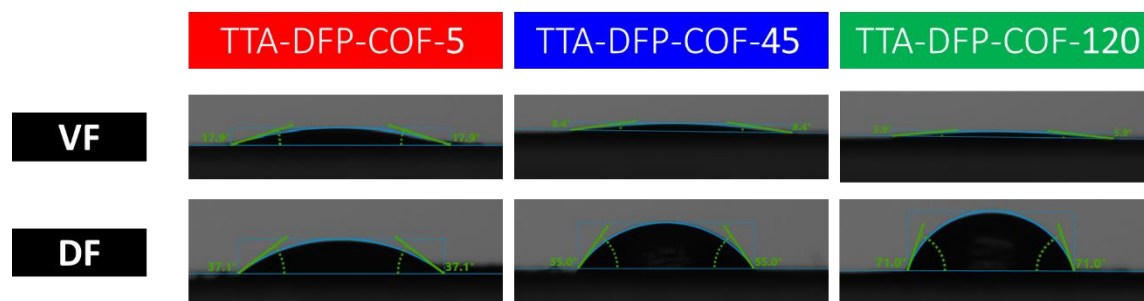 TTA-DFP-COF-5 TTA-DFP-COF-45 TTA-DFP-COF-120
VF
17.9° 17.9° 8.4° 8.4° 5.9° 5.9°
DF
37.1° 37.1° 55.0° 55.0° 71.0° 71.0°